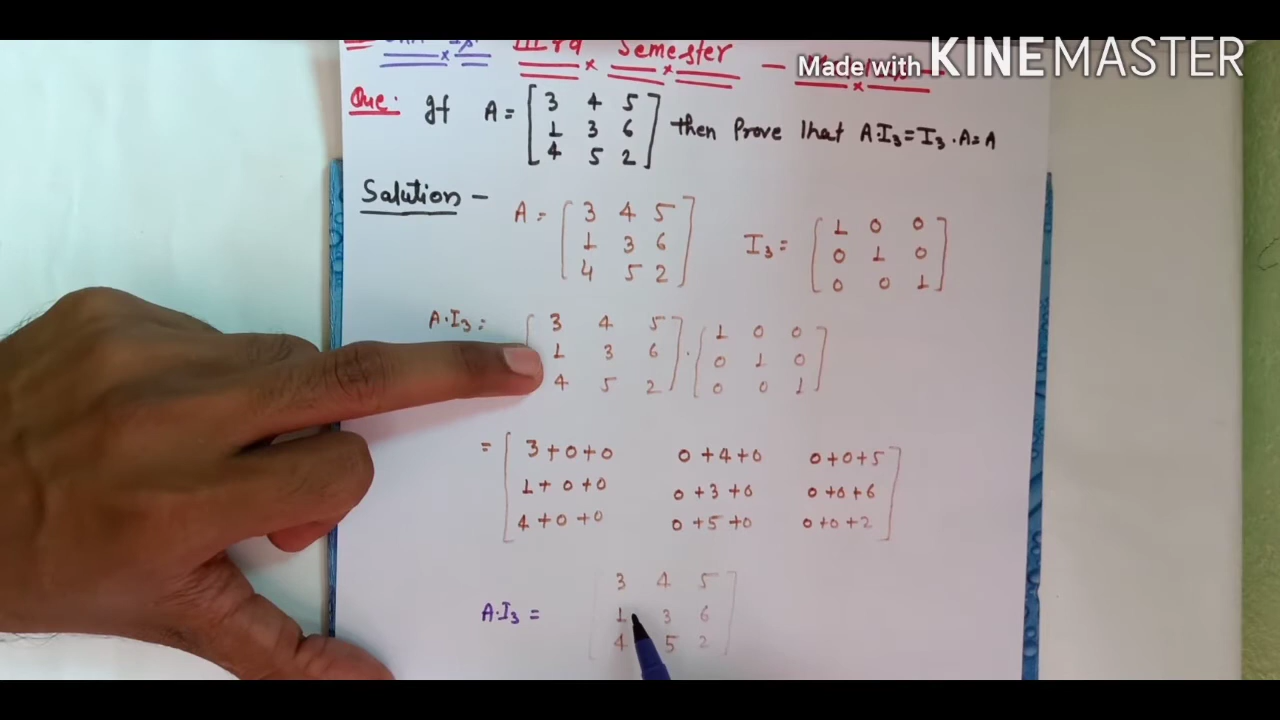 IIIrd Semester
Made with KINEMASTER
Que. If A = [3 4 5
1 3 6
4 5 2] then Prove that A.I₃ = I₃.A = A
Salution -
A = [3 4 5
1 3 6
4 5 2]
I₃ = [1 0 0
0 1 0
0 0 1]
A.I₃ = [3 4 5
1 3 6
4 5 2] . [1 0 0
0 1 0
0 0 1]
= [3+0+0 0+4+0 0+0+5
1+0+0 0+3+0 0+0+6
4+0+0 0+5+0 0+0+2]
A.I₃ = [3 4 5
1 3 6
4 5 2]